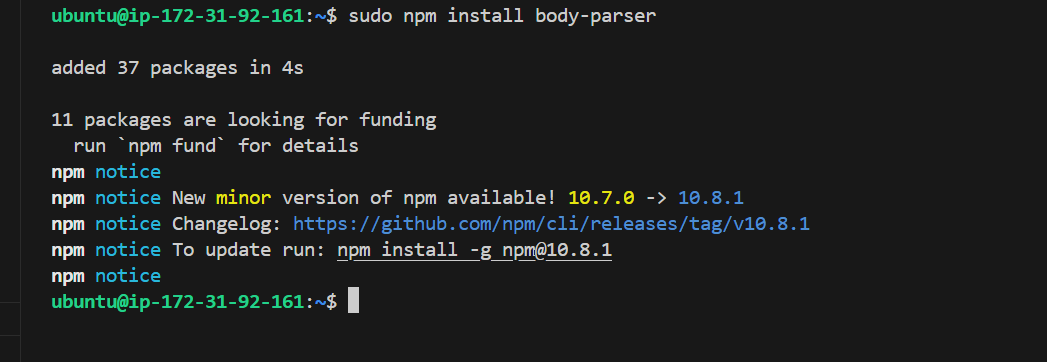 ubuntu@ip-172-31-92-161:~$ sudo npm install body-parser
added 37 packages in 4s
11 packages are looking for funding
  run `npm fund` for details
npm notice
npm notice New minor version of npm available! 10.7.0 -> 10.8.1
npm notice Changelog: https://github.com/npm/cli/releases/tag/v10.8.1
npm notice To update run: npm install -g npm@10.8.1
npm notice
ubuntu@ip-172-31-92-161:~$